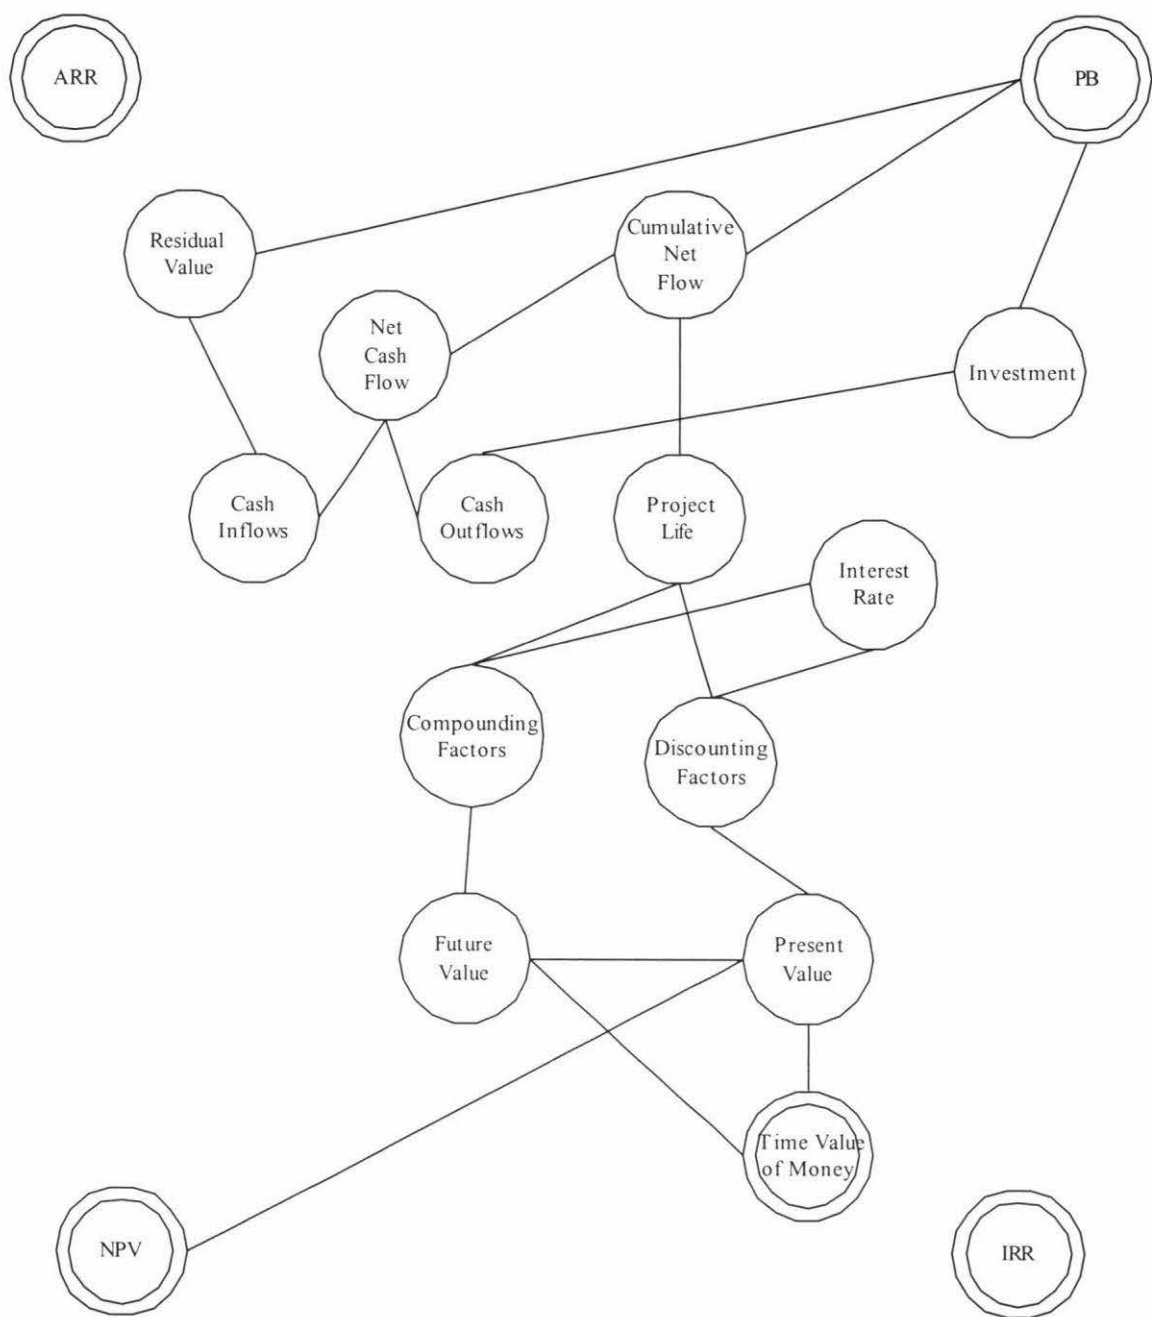 ARR
PB
Residual
Value
Cumulative
Net
Flow
Net
Cash
Flow
Investment
Cash
Inflows
Cash
Outflows
Project
Life
Interest
Rate
Compounding
Factors
Discounting
Factors
Future
Value
Present
Value
Time Value
of Money
NPV
IRR